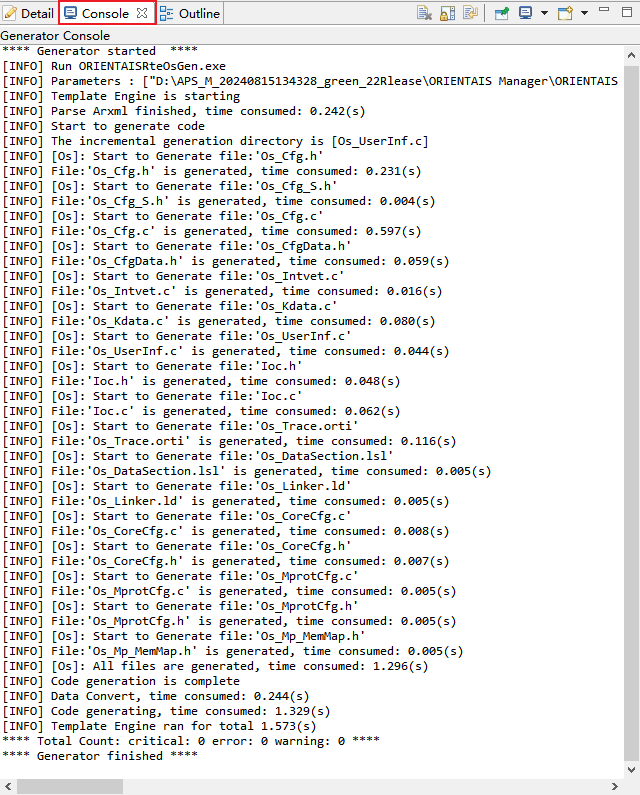 Detail Console Outline
Generator Console
**** Generator started  ****
[INFO] Run ORIENTAISRteOsGen.exe
[INFO] Parameters : ["D:\APS_M_20240815134328_green_22Rlease\ORIENTAIS Manager\ORIENTAIS
[INFO] Template Engine is starting
[INFO] Parse Arxml finished, time consumed: 0.242(s)
[INFO] Start to generate code
[INFO] The incremental generation directory is [Os_UserInf.c]
[INFO] [Os]: Start to Generate file:'Os_Cfg.h'
[INFO] File:'Os_Cfg.h' is generated, time consumed: 0.231(s)
[INFO] [Os]: Start to Generate file:'Os_Cfg_S.h'
[INFO] File:'Os_Cfg_S.h' is generated, time consumed: 0.004(s)
[INFO] [Os]: Start to Generate file:'Os_Cfg.c'
[INFO] File:'Os_Cfg.c' is generated, time consumed: 0.597(s)
[INFO] [Os]: Start to Generate file:'Os_CfgData.h'
[INFO] File:'Os_CfgData.h' is generated, time consumed: 0.059(s)
[INFO] [Os]: Start to Generate file:'Os_Intvet.c'
[INFO] File:'Os_Intvet.c' is generated, time consumed: 0.016(s)
[INFO] [Os]: Start to Generate file:'Os_Kdata.c'
[INFO] File:'Os_Kdata.c' is generated, time consumed: 0.080(s)
[INFO] [Os]: Start to Generate file:'Os_UserInf.c'
[INFO] File:'Os_UserInf.c' is generated, time consumed: 0.044(s)
[INFO] [Os]: Start to Generate file:'Ioc.h'
[INFO] File:'Ioc.h' is generated, time consumed: 0.048(s)
[INFO] [Os]: Start to Generate file:'Ioc.c'
[INFO] File:'Ioc.c' is generated, time consumed: 0.062(s)
[INFO] [Os]: Start to Generate file:'Os_Trace.orti'
[INFO] File:'Os_Trace.orti' is generated, time consumed: 0.116(s)
[INFO] [Os]: Start to Generate file:'Os_DataSection.lsl'
[INFO] File:'Os_DataSection.lsl' is generated, time consumed: 0.005(s)
[INFO] [Os]: Start to Generate file:'Os_Linker.ld'
[INFO] File:'Os_Linker.ld' is generated, time consumed: 0.005(s)
[INFO] [Os]: Start to Generate file:'Os_CoreCfg.c'
[INFO] File:'Os_CoreCfg.c' is generated, time consumed: 0.008(s)
[INFO] [Os]: Start to Generate file:'Os_CoreCfg.h'
[INFO] File:'Os_CoreCfg.h' is generated, time consumed: 0.007(s)
[INFO] [Os]: Start to Generate file:'Os_MprotCfg.c'
[INFO] File:'Os_MprotCfg.c' is generated, time consumed: 0.005(s)
[INFO] [Os]: Start to Generate file:'Os_MprotCfg.h'
[INFO] File:'Os_MprotCfg.h' is generated, time consumed: 0.005(s)
[INFO] [Os]: Start to Generate file:'Os_Mp_MemMap.h'
[INFO] File:'Os_Mp_MemMap.h' is generated, time consumed: 0.005(s)
[INFO] [Os]: All files are generated, time consumed: 1.296(s)
[INFO] Code generation is complete
[INFO] Data Convert, time consumed: 0.244(s)
[INFO] Code generating, time consumed: 1.329(s)
[INFO] Template Engine ran for total 1.573(s)
**** Total Count: critical: 0 error: 0 warning: 0 ****
**** Generator finished ****